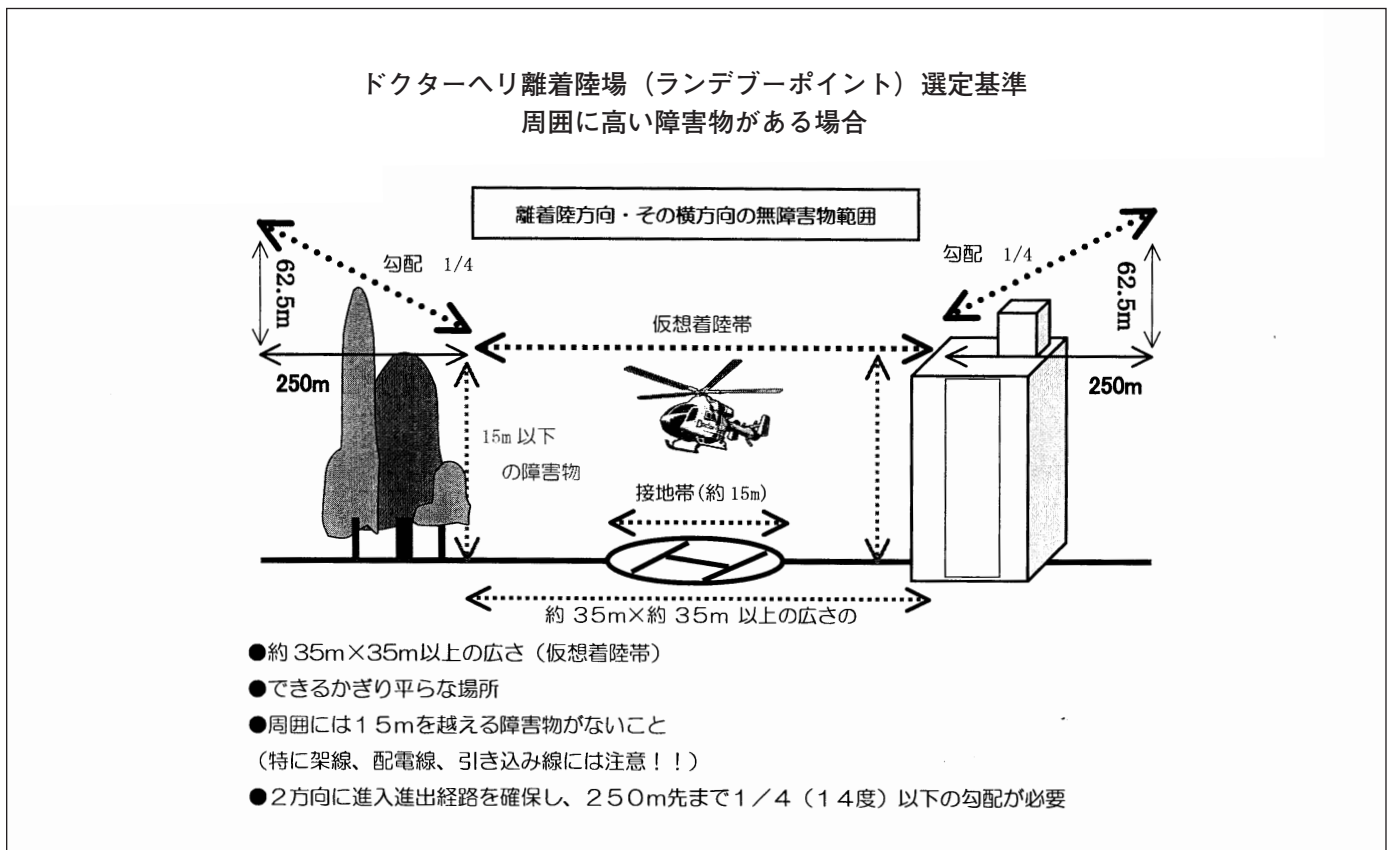 ドクターヘリ離着陸場（ランデブーポイント）選定基準
周囲に高い障害物がある場合
離着陸方向・その横方向の無障害物範囲
勾配　1/4
勾配　1/4
62.5m
62.5m
仮想着陸帯
250m
250m
15m 以下
の障害物
接地帯(約 15m)
約 35m×約 35m 以上の広さの
●約 35m×35m以上の広さ（仮想着陸帯）
●できるかぎり平らな場所
●周囲には１５mを越える障害物がないこと
（特に架線、配電線、引き込み線には注意！！）
●２方向に進入進出経路を確保し、２５０m先まで１／４（１４度）以下の勾配が必要